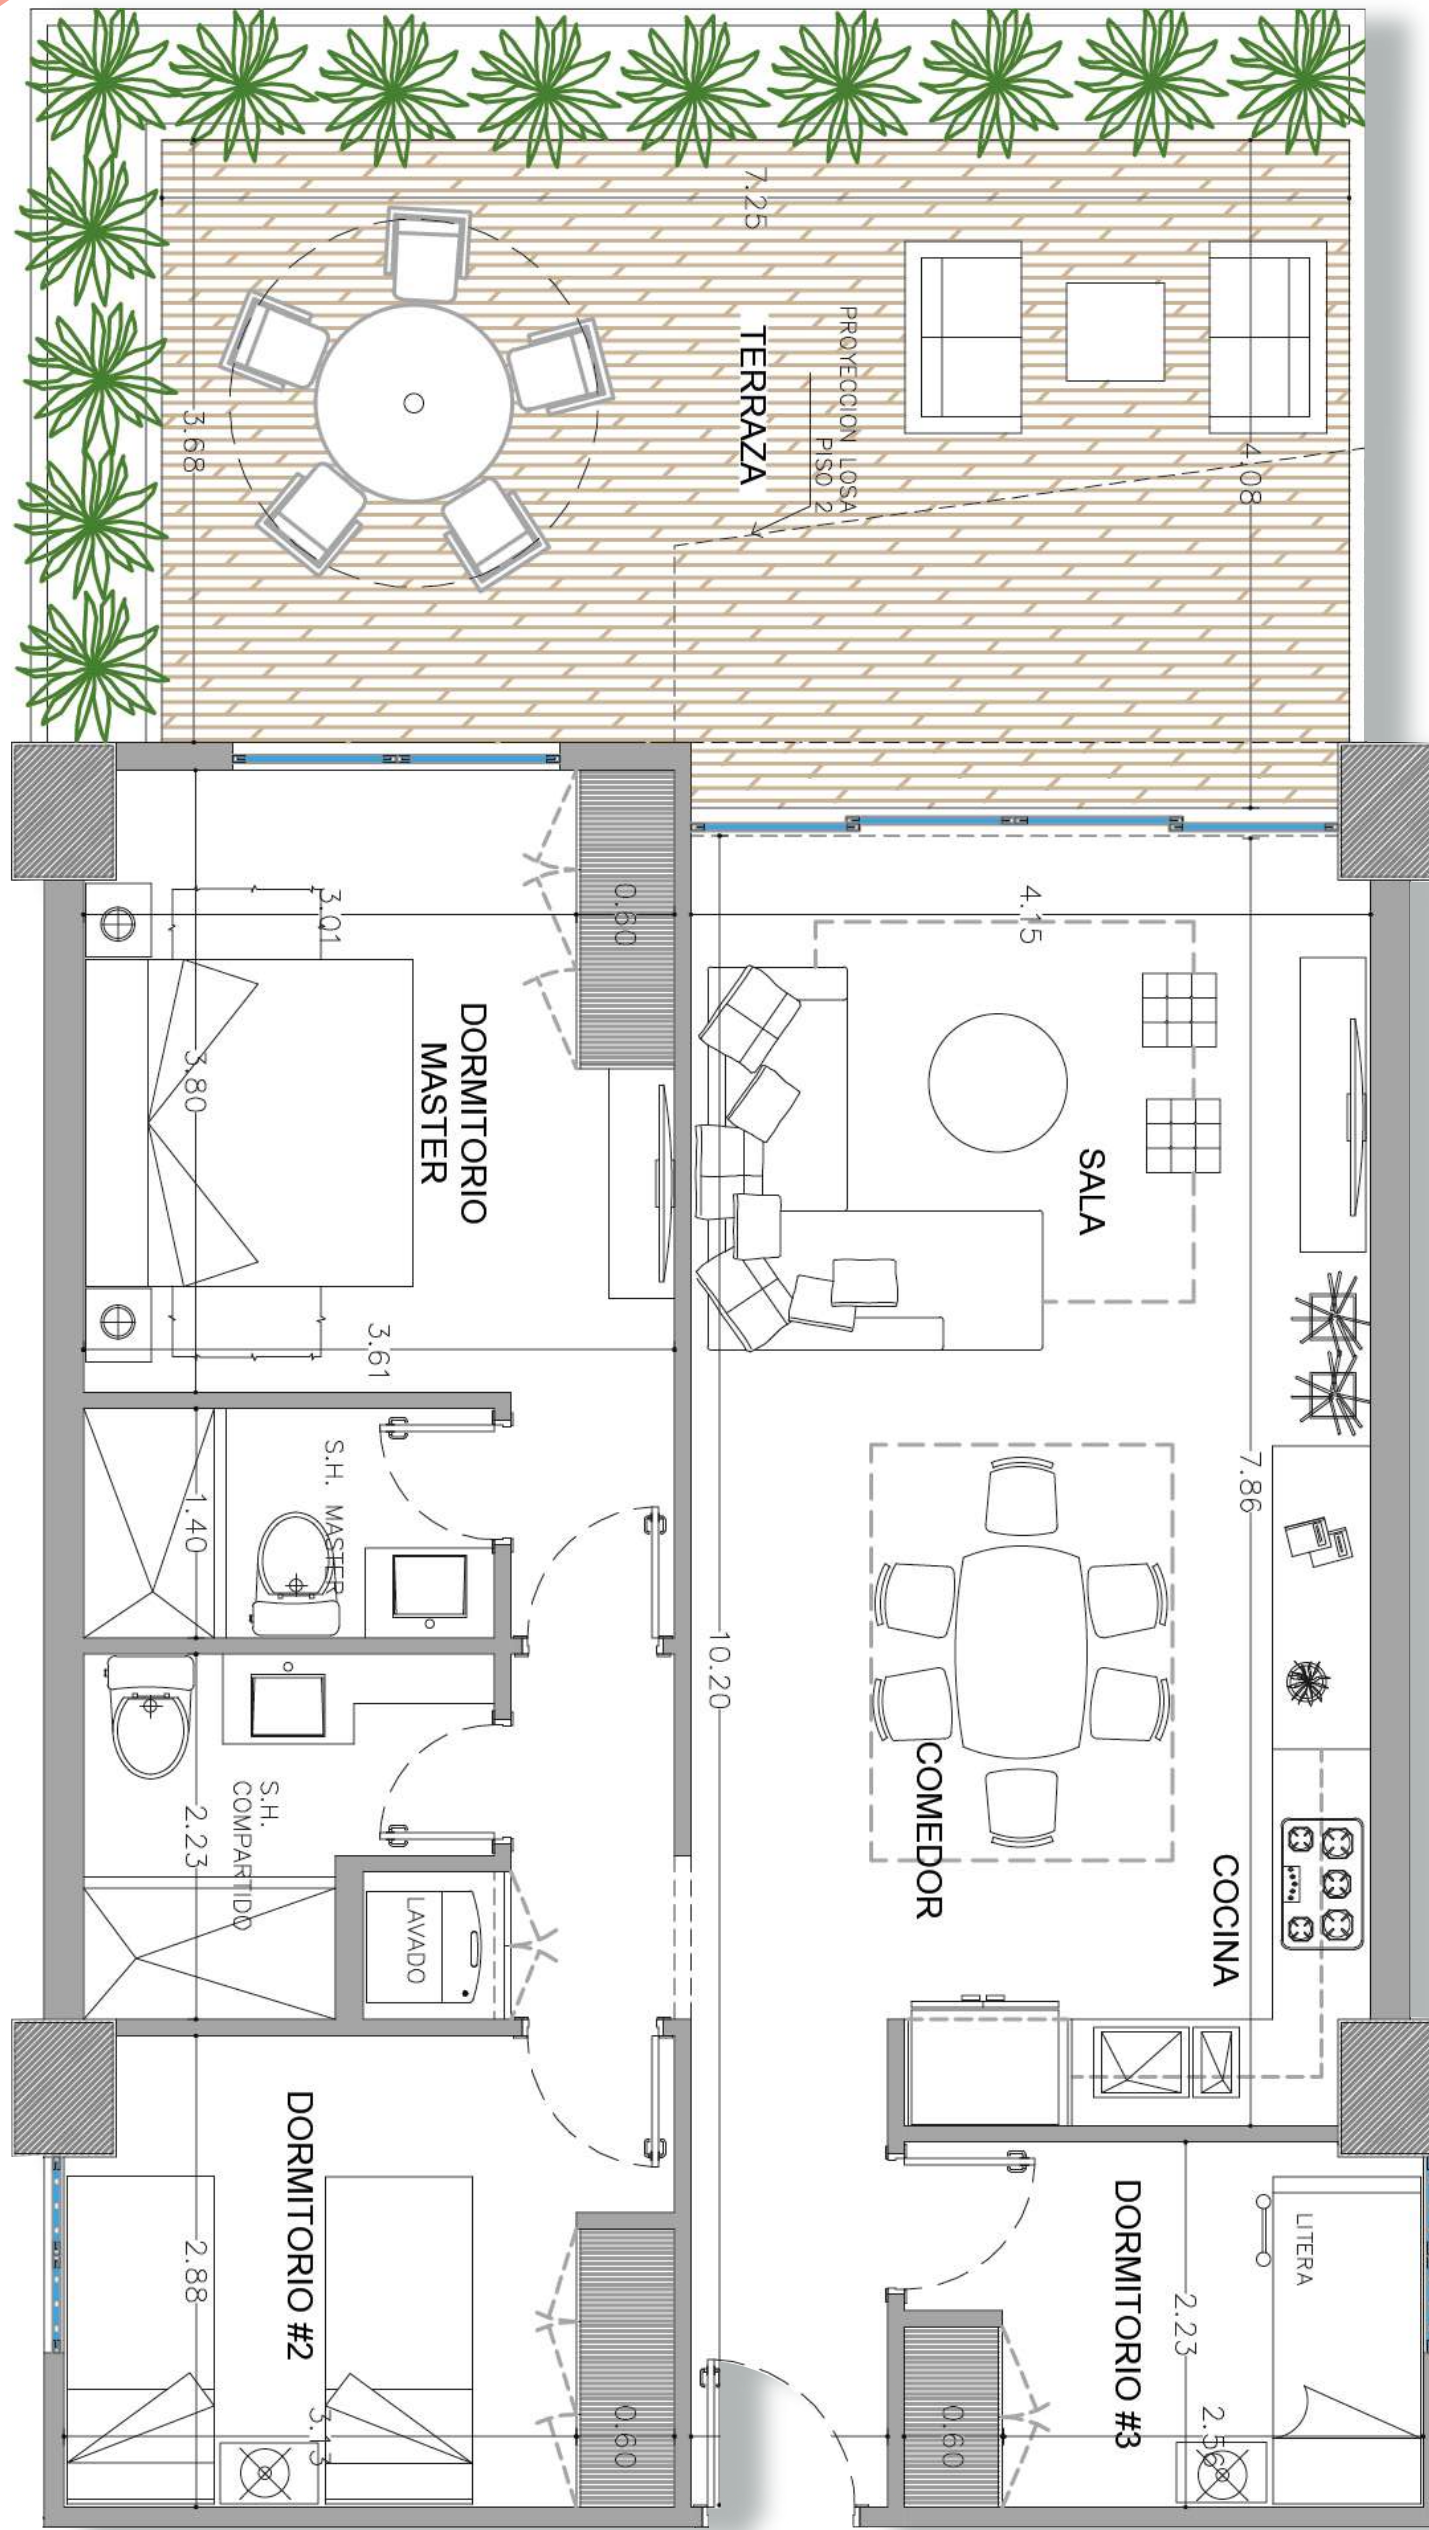 7.25
TERRAZA
PROYECCION LOSA
PISO 2
3.68
4.08
0.60
3.01
4.15
DORMITORIO
MASTER
3.80
3.61
SALA
7.86
S.H. MASTER
1.40
10.20
COMEDOR
COCINA
S.H.
COMPARTIDO
2.23
LAVADO
DORMITORIO #2
2.88
3.13
0.60
DORMITORIO #3
LITERA
2.23
2.56
0.60